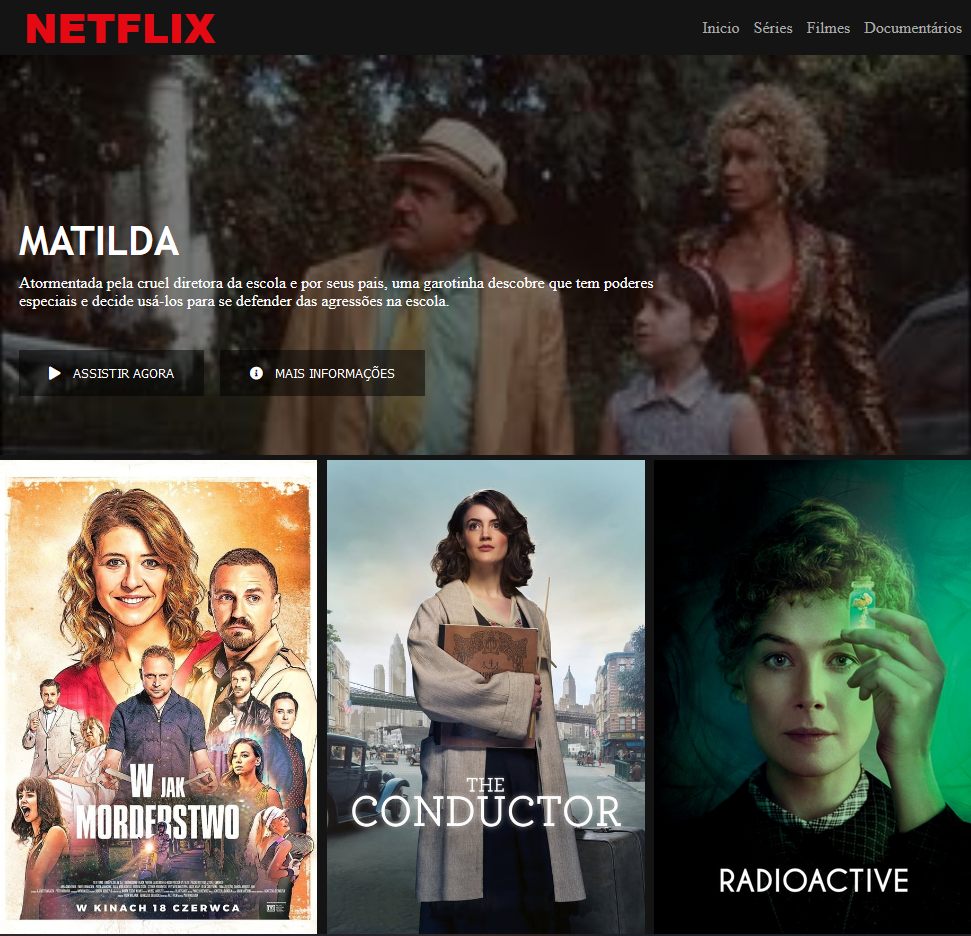 NETFLIX
Inicio Séries Filmes Documentários
MATILDA
Atormentada pela cruel diretora da escola e por seus pais, uma garotinha descobre que tem poderes
especiais e decide usá-los para se defender das agressões na escola.
ASSISTIR AGORA MAIS INFORMAÇÕES
W JAK
MORDERSTWO
W KINACH 18 CZERWCA
THE
CONDUCTOR
RADIOACTIVE